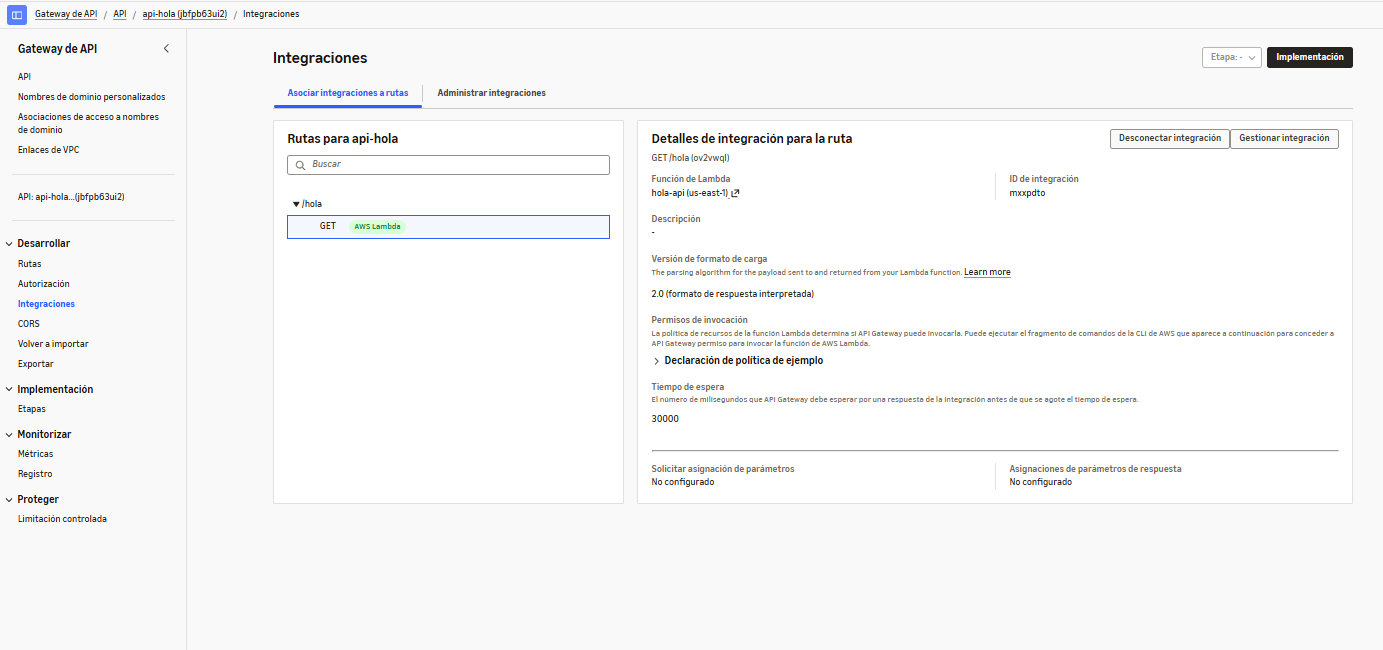 Gateway de API / API / api-hola (jbfpb63ui2) / Integraciones
Gateway de API
API
Nombres de dominio personalizados
Asociaciones de acceso a nombres
de dominio
Enlaces de VPC
API: api-hola...(jbfpb63ui2)
Desarrollar
Rutas
Autorización
Integraciones
CORS
Volver a importar
Exportar
Implementación
Etapas
Monitorizar
Métricas
Registro
Proteger
Limitación controlada
Integraciones
Etapa: -
Implementación
Asociar integraciones a rutas
Administrar integraciones
Rutas para api-hola
Buscar
/hola
GET AWS Lambda
Detalles de integración para la ruta
Desconectar integración
Gestionar integración
GET /hola (ov2vwql)
Función de Lambda
hola-api (us-east-1)
ID de integración
mxxpdto
Descripción
-
Versión de formato de carga
The parsing algorithm for the payload sent to and returned from your Lambda function. Learn more
2.0 (formato de respuesta interpretada)
Permisos de invocación
La política de recursos de la función Lambda determina si API Gateway puede invocarla. Puede ejecutar el fragmento de comandos de la CLI de AWS que aparece a continuación para conceder a
API Gateway permiso para invocar la función de AWS Lambda.
Declaración de política de ejemplo
Tiempo de espera
El número de milisegundos que API Gateway debe esperar por una respuesta de la integración antes de que se agote el tiempo de espera.
30000
Solicitar asignación de parámetros
No configurado
Asignaciones de parámetros de respuesta
No configurado